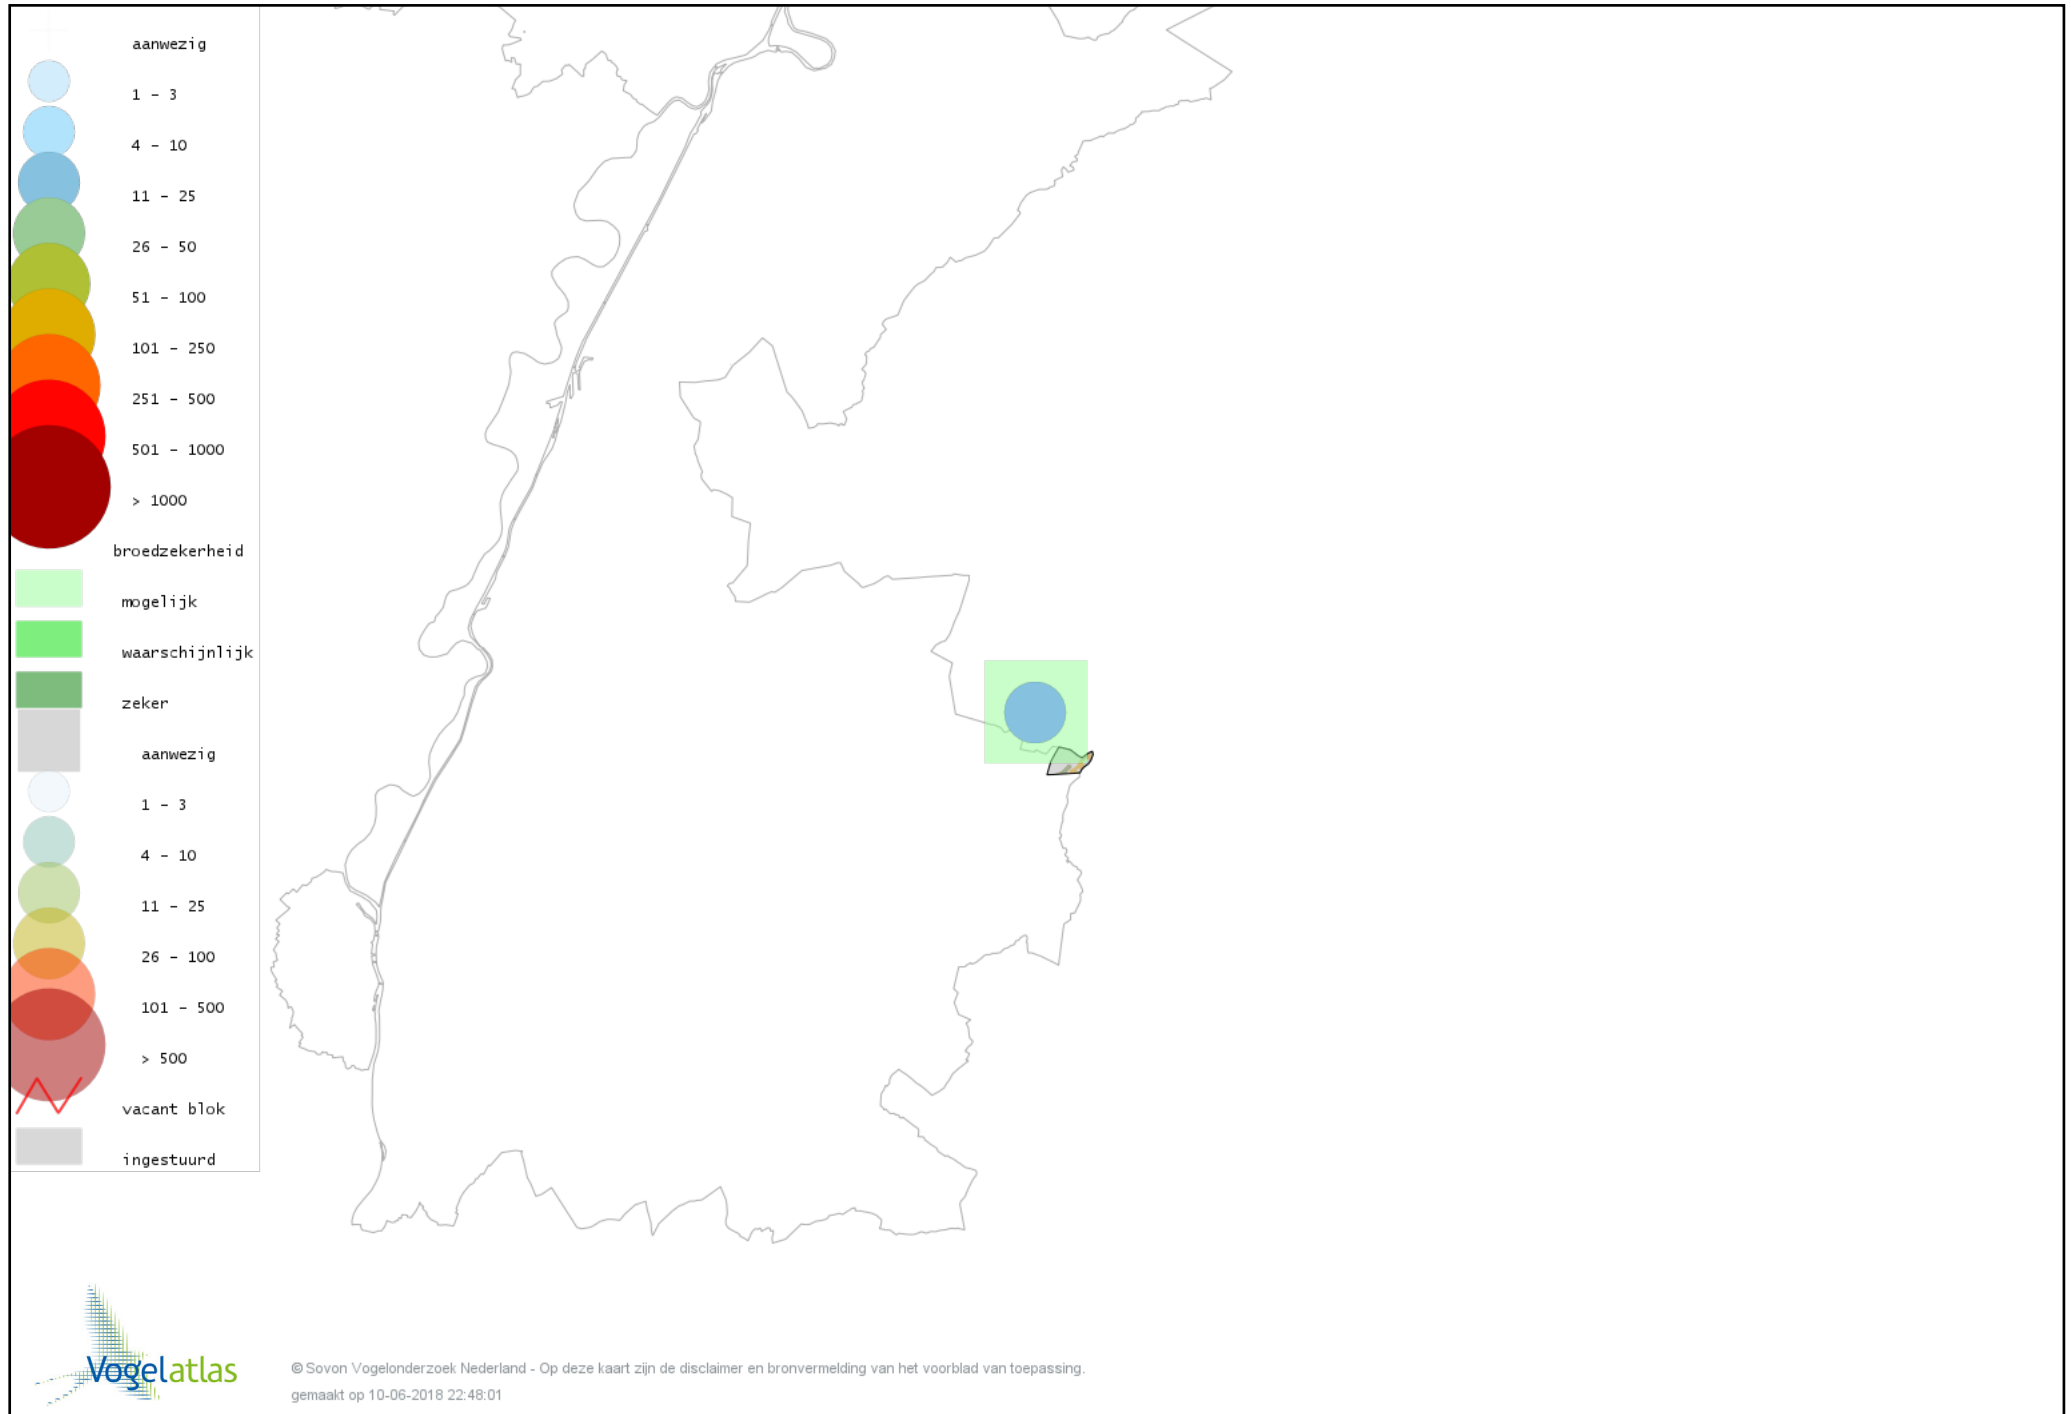 aanwezig
1 - 3
4 - 10
11 - 25
26 - 50
51 - 100
101 - 250
251 - 500
501 - 1000
> 1000
broedzekerheid
mogelijk
waarschijnlijk
zeker
aanwezig
1 - 3
4 - 10
11 - 25
26 - 100
101 - 500
> 500
vacant blok
ingestuurd
Vogelatlas
© Sovon Vogelonderzoek Nederland - Op deze kaart zijn de disclaimer en bronvermelding van het voorblad van toepassing.
gemaakt op 10-06-2018 22:48:01